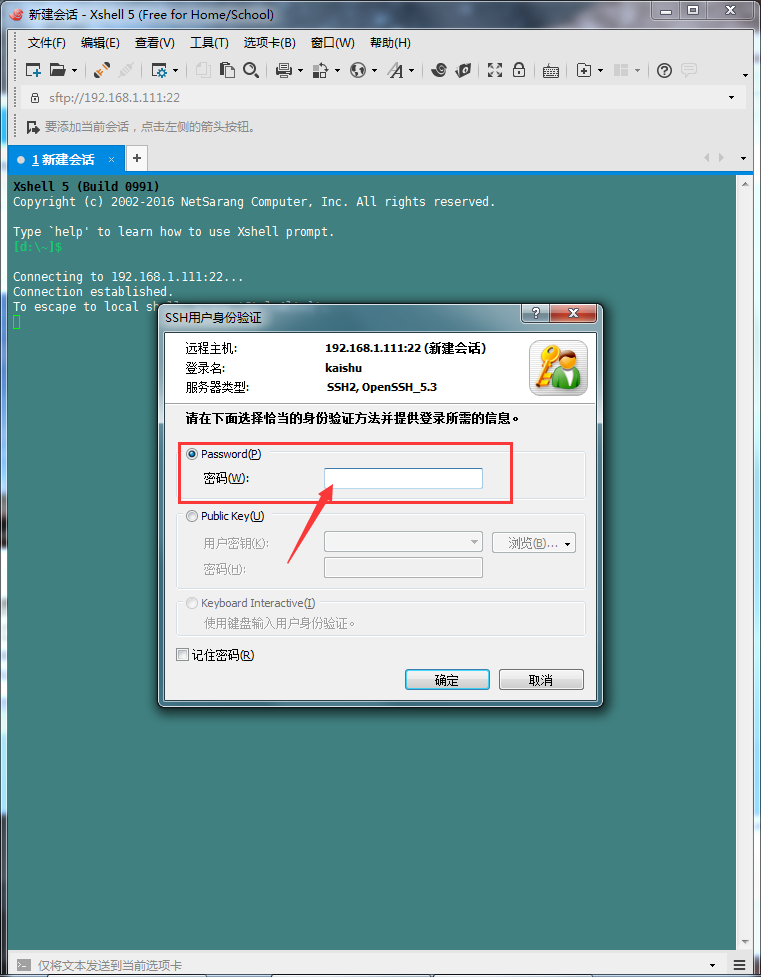 新建会话 - Xshell 5 (Free for Home/School)
文件(F) 编辑(E) 查看(V) 工具(T) 选项卡(B) 窗口(W) 帮助(H)
sftp://192.168.1.111:22
要添加当前会话，点击左侧的箭头按钮。
1 新建会话
Xshell 5 (Build 0991)
Copyright (c) 2002-2016 NetSarang Computer, Inc. All rights reserved.
Type `help' to learn how to use Xshell prompt.
[d:\~]$
Connecting to 192.168.1.111:22...
Connection established.
To escape to local
SSH用户身份验证
远程主机: 192.168.1.111:22 (新建会话)
登录名: kaishu
服务器类型: SSH2, OpenSSH_5.3
请在下面选择恰当的身份验证方法并提供登录所需的信息。
Password(P)
密码(W):
Public Key(U)
用户密钥(K): 浏览(B)...
密码(H):
Keyboard Interactive(I)
使用键盘输入用户身份验证。
记住密码(R)
确定 取消
仅将文本发送到当前选项卡